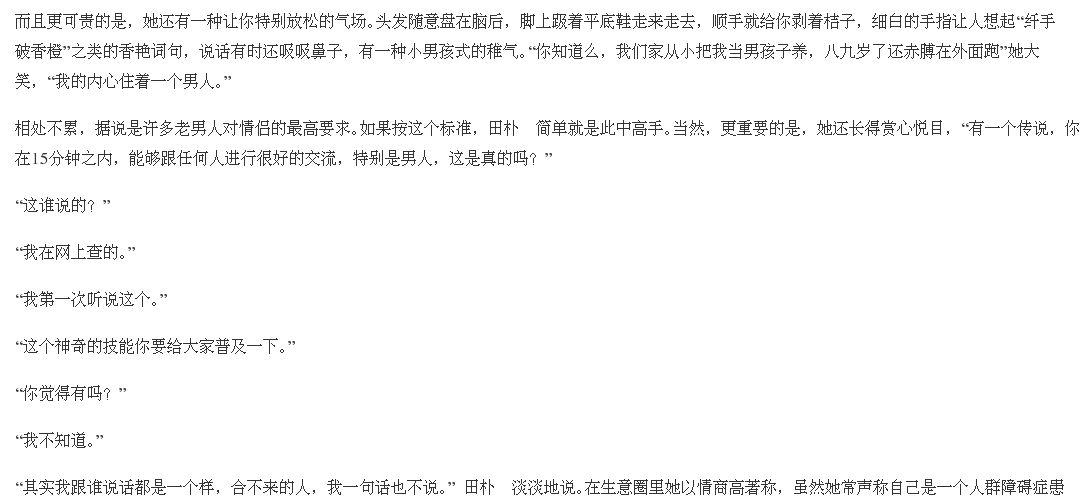 而且更可贵的是，她还有一种让你特别放松的气场。头发随意盘在脑后，脚上趿着平底鞋走来走去，顺手就给你剥着桔子，细白的手指让人想起“纤手
破香橙”之类的香艳词句，说话有时还吸吸鼻子，有一种小男孩式的稚气。“你知道么，我们家从小把我当男孩子养，八九岁了还赤膊在外面跑”她大
笑，“我的内心住着一个男人。”
相处不累，据说是许多老男人对情侣的最高要求。如果按这个标准，田朴　简单就是此中高手。当然，更重要的是，她还长得赏心悦目，“有一个传说，你
在15分钟之内，能够跟任何人进行很好的交流，特别是男人，这是真的吗？”
“这谁说的？”
“我在网上查的。”
“我第一次听说这个。”
“这个神奇的技能你要给大家普及一下。”
“你觉得有吗？”
“我不知道。”
“其实我跟谁说话都是一个样，合不来的人，我一句话也不说。” 田朴　淡淡地说。在生意圈里她以情商高著称，虽然她常声称自己是一个人群障碍症患